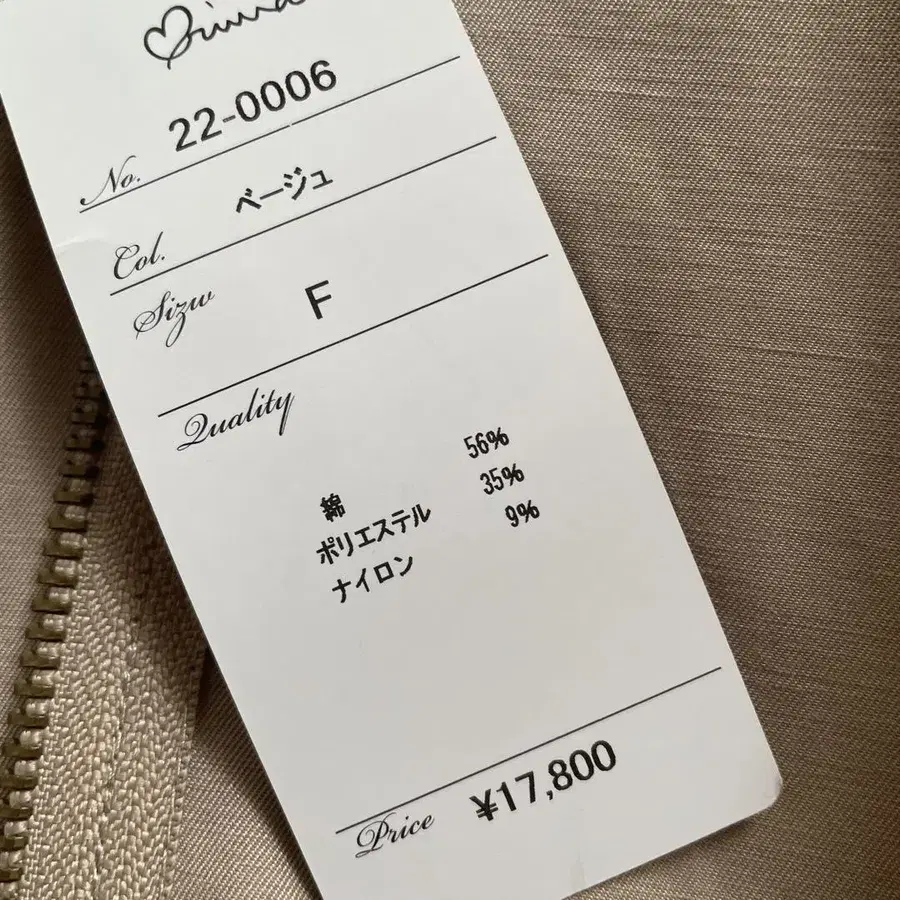 No. 22-0006
Col. ベージュ
Sizw F
Quality
綿 56%
ポリエステル 35%
ナイロン 9%
Price ¥17,800